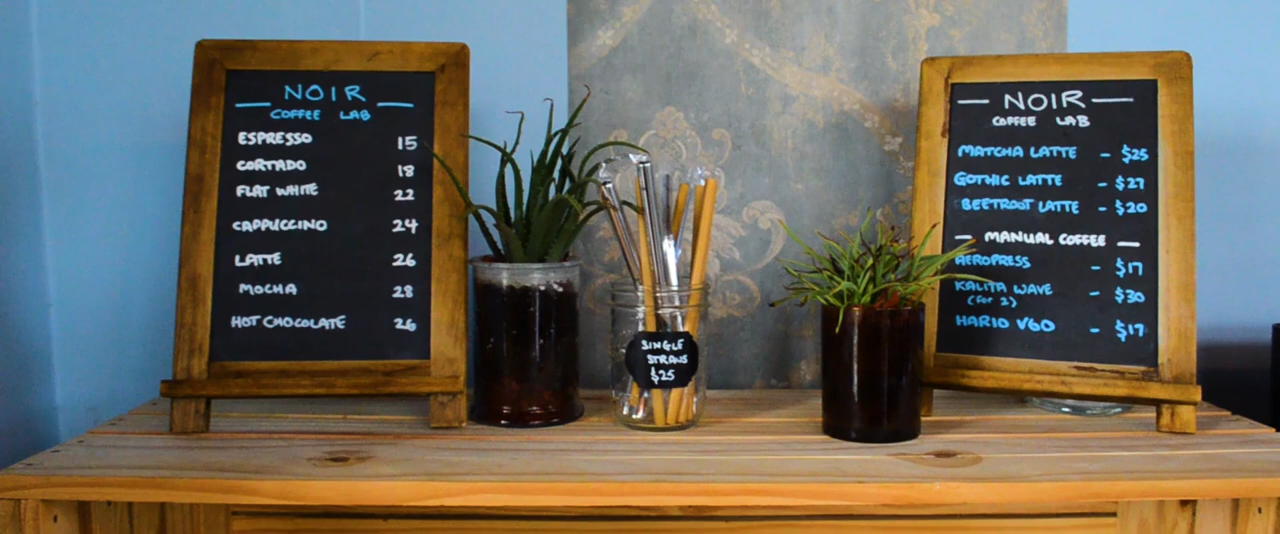 NOIR
COFFEE LAB
ESPRESSO 15
CORTADO 18
FLAT WHITE 22
CAPPUCCINO 24
LATTE 26
MOCHA 28
HOT CHOCOLATE 26
SINGLE
STRAWS
$25
NOIR
COFFEE LAB
MATCHA LATTE - $25
GOTHIC LATTE - $27
BEETROOT LATTE - $20
MANUAL COFFEE
AEROPRESS - $17
KALITA WAVE - $30
(for 2)
HARIO V60 - $17